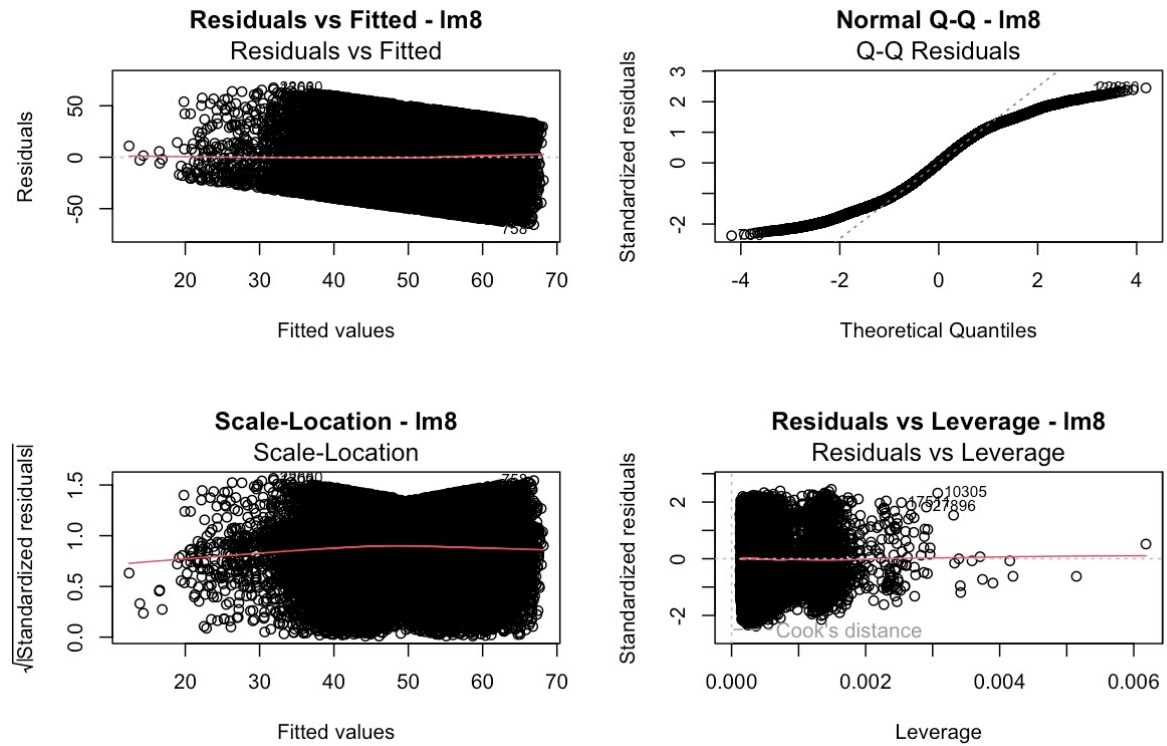 Residuals vs Fitted - lm8
Residuals vs Fitted
Residuals
50
0
-50
758
20 30 40 50 60 70
Fitted values
Normal Q-Q - lm8
Q-Q Residuals
Standardized residuals
3
2
1
0
-2
-4 -2 0 2 4
Theoretical Quantiles
Scale-Location - lm8
Scale-Location
√|Standardized residuals|
1.5
1.0
0.5
0.0
20 30 40 50 60 70
Fitted values
Residuals vs Leverage - lm8
Residuals vs Leverage
Standardized residuals
2
0
-2
10305
27896
Cook's distance
0.000 0.002 0.004 0.006
Leverage